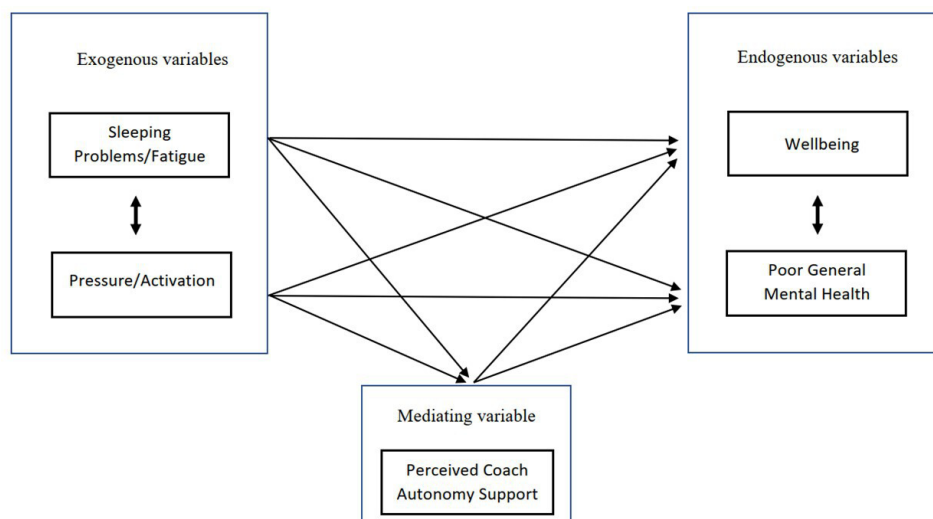 Exogenous variables
Sleeping
Problems/Fatigue
Pressure/Activation
Endogenous variables
Wellbeing
Poor General
Mental Health
Mediating variable
Perceived Coach
Autonomy Support